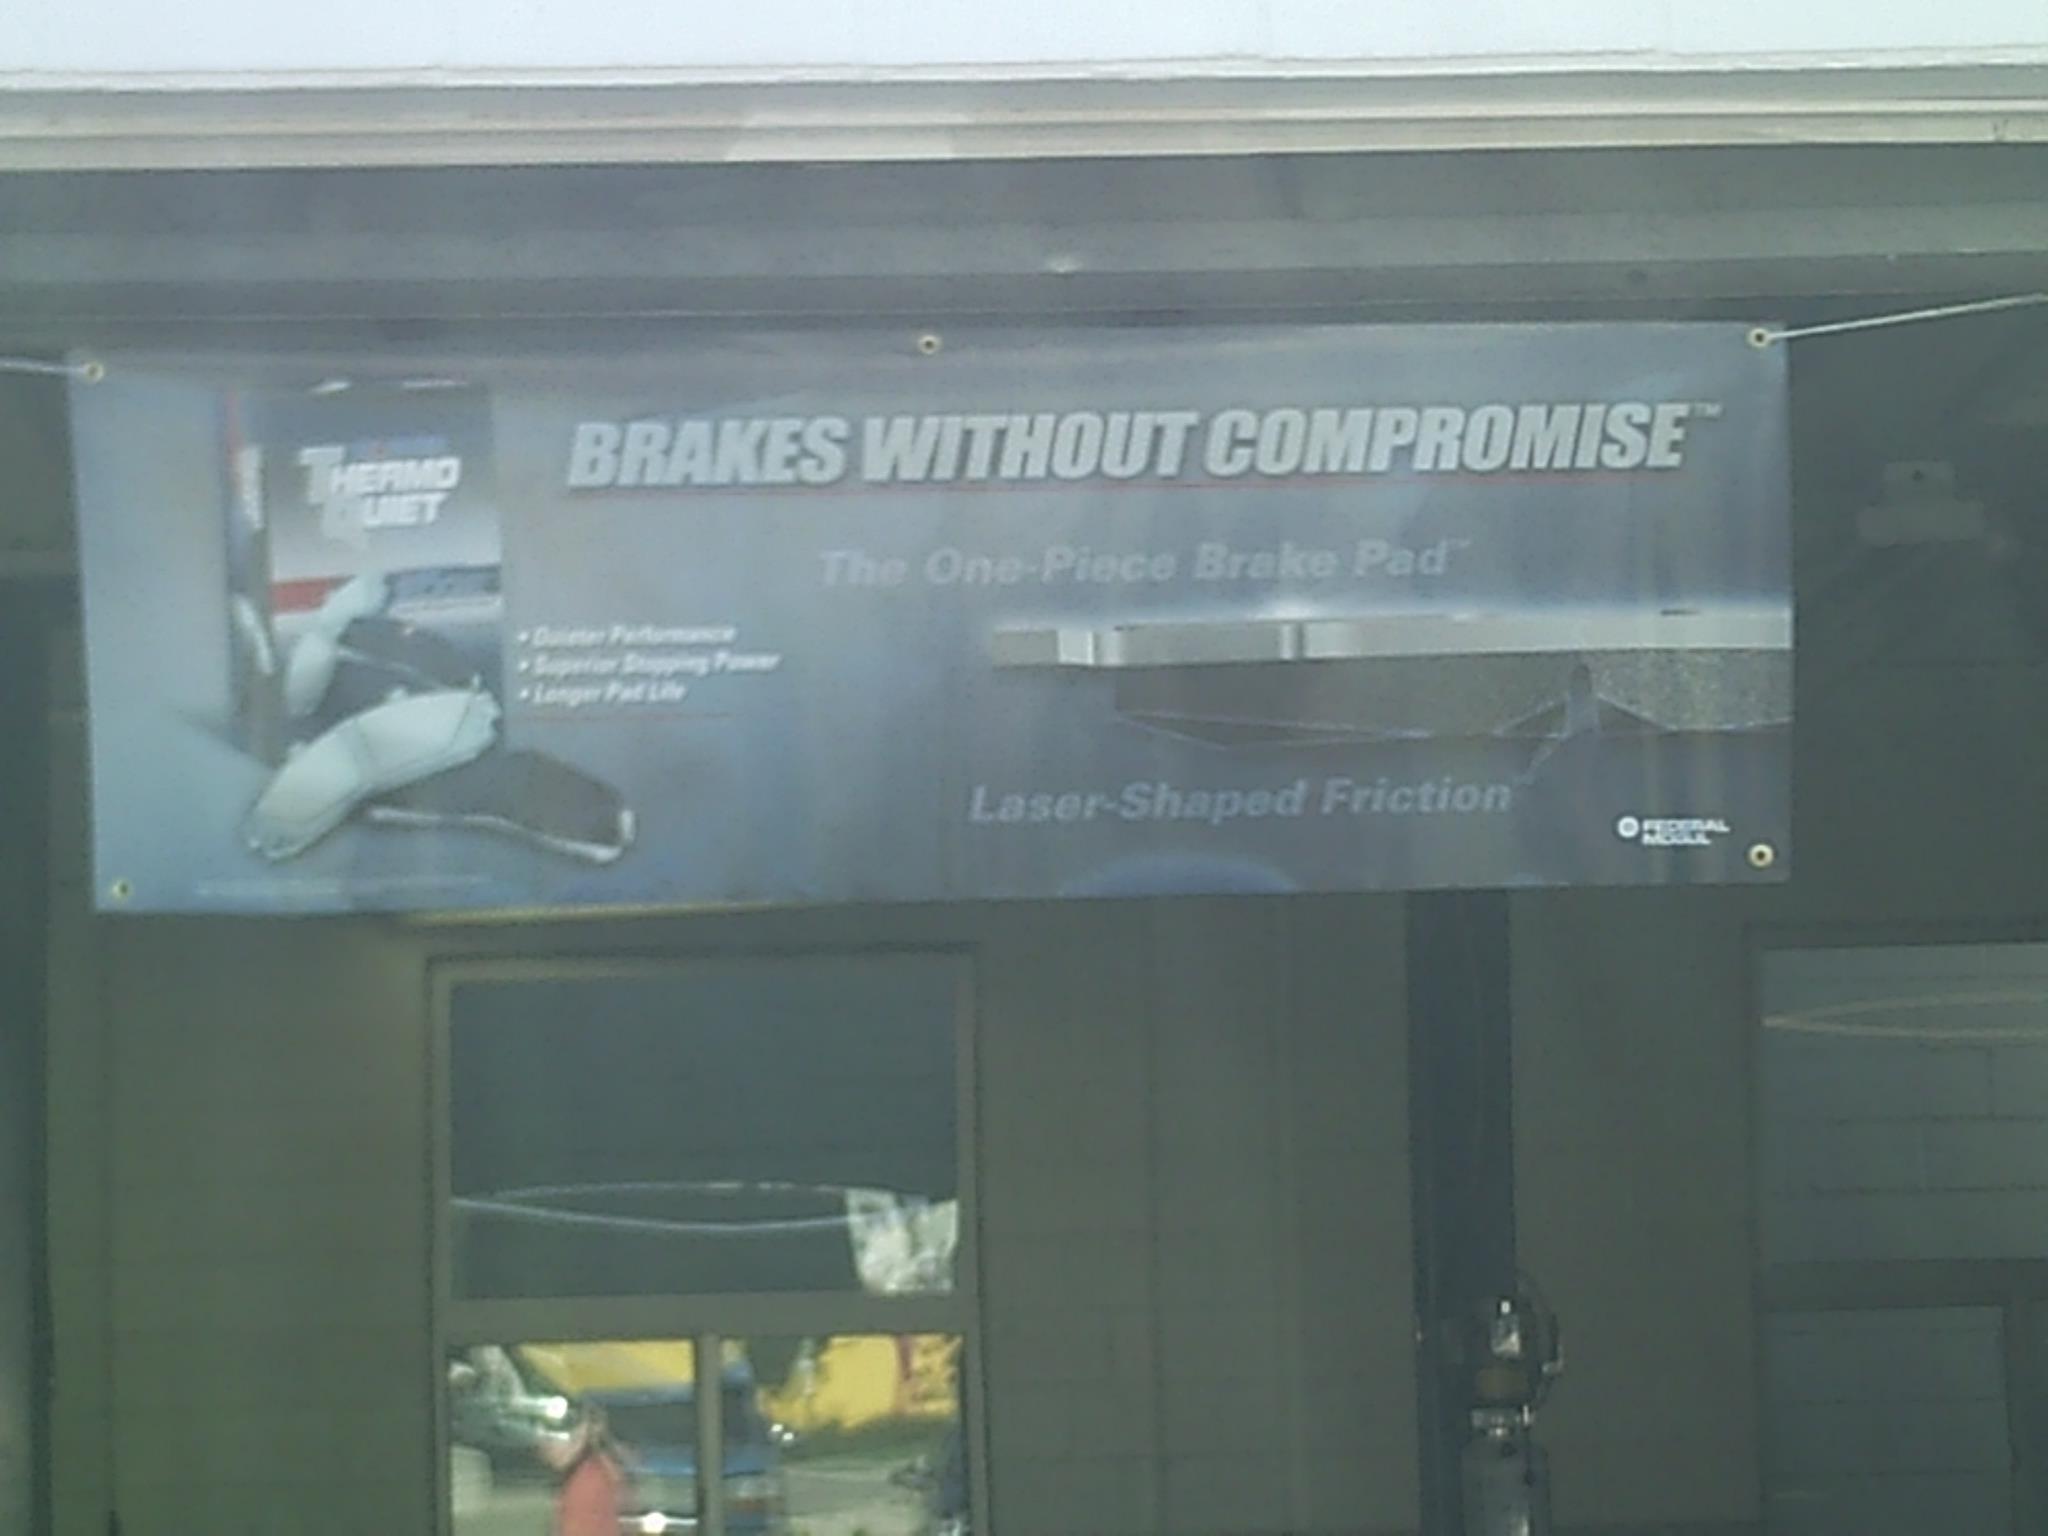 THERMO
QUIET
BRAKES WITHOUT COMPROMISE™
The One-Piece Brake Pad™
• Quieter Performance
• Superior Stopping Power
• Longer Pad Life
Laser-Shaped Friction™
FEDERAL
MOGUL